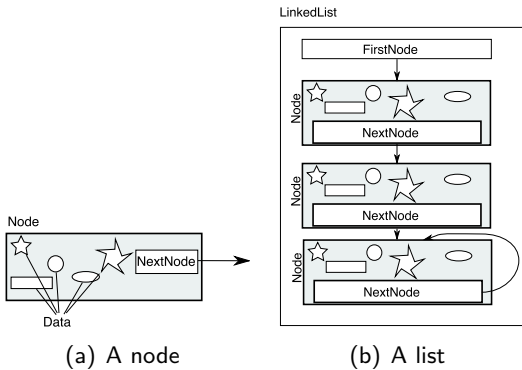 LinkedList
FirstNode
Node
NextNode
Node
NextNode
Node
NextNode
Node
NextNode
Data
(a) A node
(b) A list